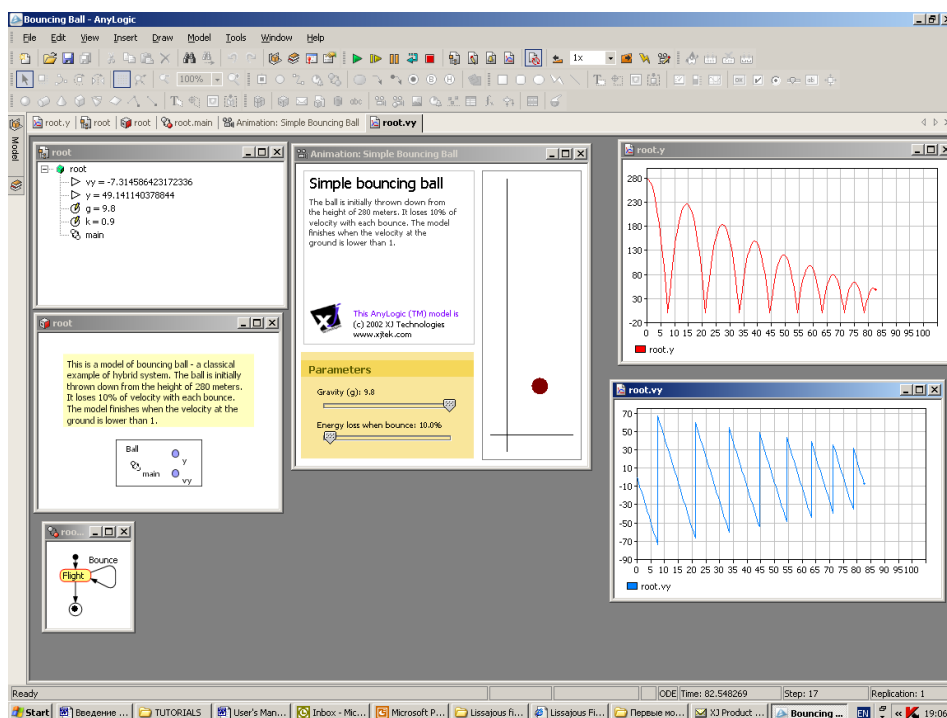 Bouncing Ball - AnyLogic
File Edit View Insert Draw Model Tools Window Help
1x
100%
abc
root.y root root root.main Animation: Simple Bouncing Ball root.vy
Model
root
root
vy = -7.314586423172336
y = 49.141140378844
g = 9.8
k = 0.9
main
root
This is a model of bouncing ball - a classical
example of hybrid system. The ball is initially
thrown down from the height of 280 meters.
It loses 10% of velocity with each bounce.
The model finishes when the velocity at the
ground is lower than 1.
Ball
y
main
vy
roo...
Bounce
Flight
Animation: Simple Bouncing Ball
Simple bouncing ball
The ball is initially thrown down from
the height of 280 meters. It loses 10% of
velocity with each bounce. The model
finishes when the velocity at the
ground is lower than 1.
This AnyLogic (TM) model is
(c) 2002 XJ Technologies
www.xjtek.com
Parameters
Gravity (g): 9.8
Energy loss when bounce: 10.0%
root.y
280
230
180
130
80
30
-20
0 5 10 15 20 25 30 35 40 45 50 55 60 65 70 75 80 85 90 95 100
root.y
root.vy
70
50
30
10
-10
-30
-50
-70
-90
0 5 10 15 20 25 30 35 40 45 50 55 60 65 70 75 80 85 90 95 100
root.vy
Ready ODE Time: 82.548269 Step: 17 Replication: 1
Start Введение ... TUTORIALS User's Man... Inbox - Mic... Microsoft P... Lissajous fi... Lissajous Fi... Первые мо... XJ Product ... Bouncing ... EN 19:09